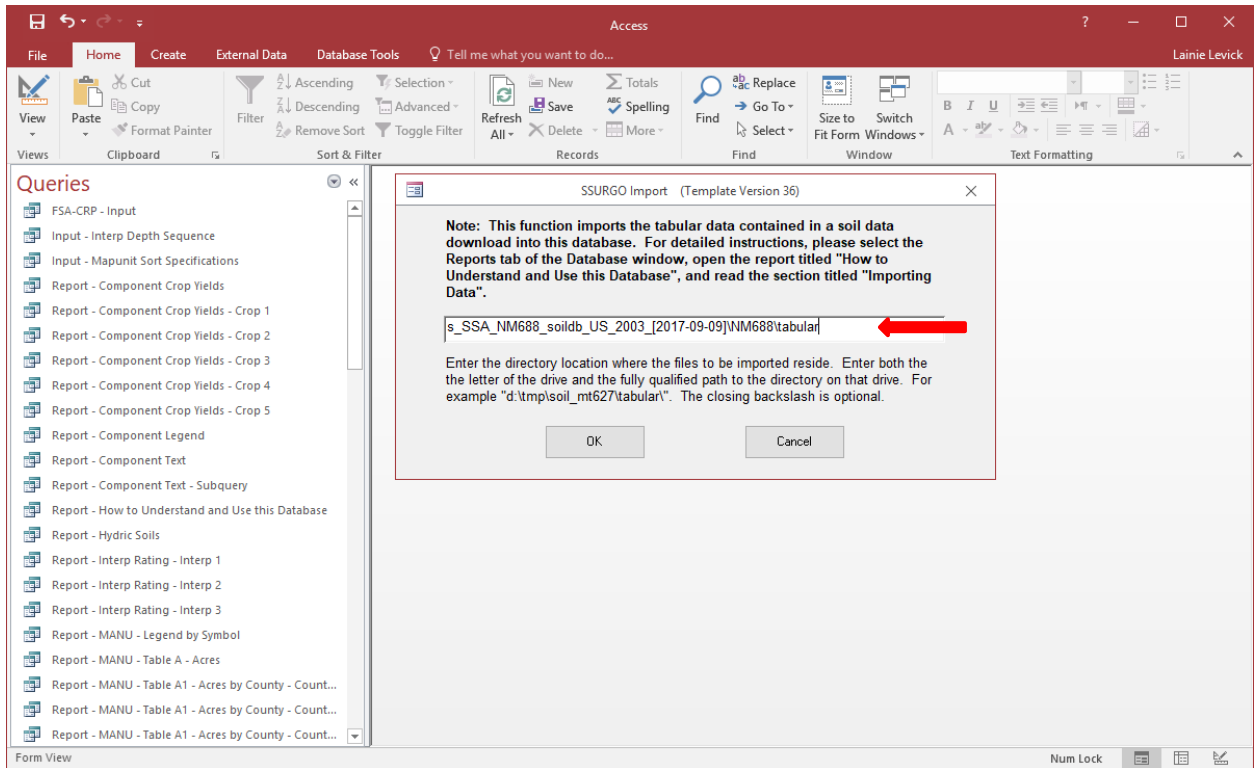 Access
File Home Create External Data Database Tools Tell me what you want to do... Lainie Levick
View
Paste
Cut
Copy
Format Painter
Filter
Ascending
Descending
Remove Sort
Selection
Advanced
Toggle Filter
Refresh
All
New
Save
Delete
Totals
Spelling
More
Find
Replace
Go To
Select
Size to
Fit Form
Switch
Windows
B I U
A
Views Clipboard Sort & Filter Records Find Window Text Formatting
Queries
FSA-CRP - Input
Input - Interp Depth Sequence
Input - Mapunit Sort Specifications
Report - Component Crop Yields
Report - Component Crop Yields - Crop 1
Report - Component Crop Yields - Crop 2
Report - Component Crop Yields - Crop 3
Report - Component Crop Yields - Crop 4
Report - Component Crop Yields - Crop 5
Report - Component Legend
Report - Component Text
Report - Component Text - Subquery
Report - How to Understand and Use this Database
Report - Hydric Soils
Report - Interp Rating - Interp 1
Report - Interp Rating - Interp 2
Report - Interp Rating - Interp 3
Report - MANU - Legend by Symbol
Report - MANU - Table A - Acres
Report - MANU - Table A1 - Acres by County - Count...
Report - MANU - Table A1 - Acres by County - Count...
Report - MANU - Table A1 - Acres by County - Count...
SSURGO Import (Template Version 36)
Note: This function imports the tabular data contained in a soil data
download into this database. For detailed instructions, please select the
Reports tab of the Database window, open the report titled "How to
Understand and Use this Database", and read the section titled "Importing
Data".
s_SSA_NM688_soildb_US_2003_[2017-09-09]\NM688\tabular
Enter the directory location where the files to be imported reside. Enter both the
the letter of the drive and the fully qualified path to the directory on that drive. For
example "d:\tmp\soil_mt627\tabular\". The closing backslash is optional.
OK Cancel
Form View Num Lock